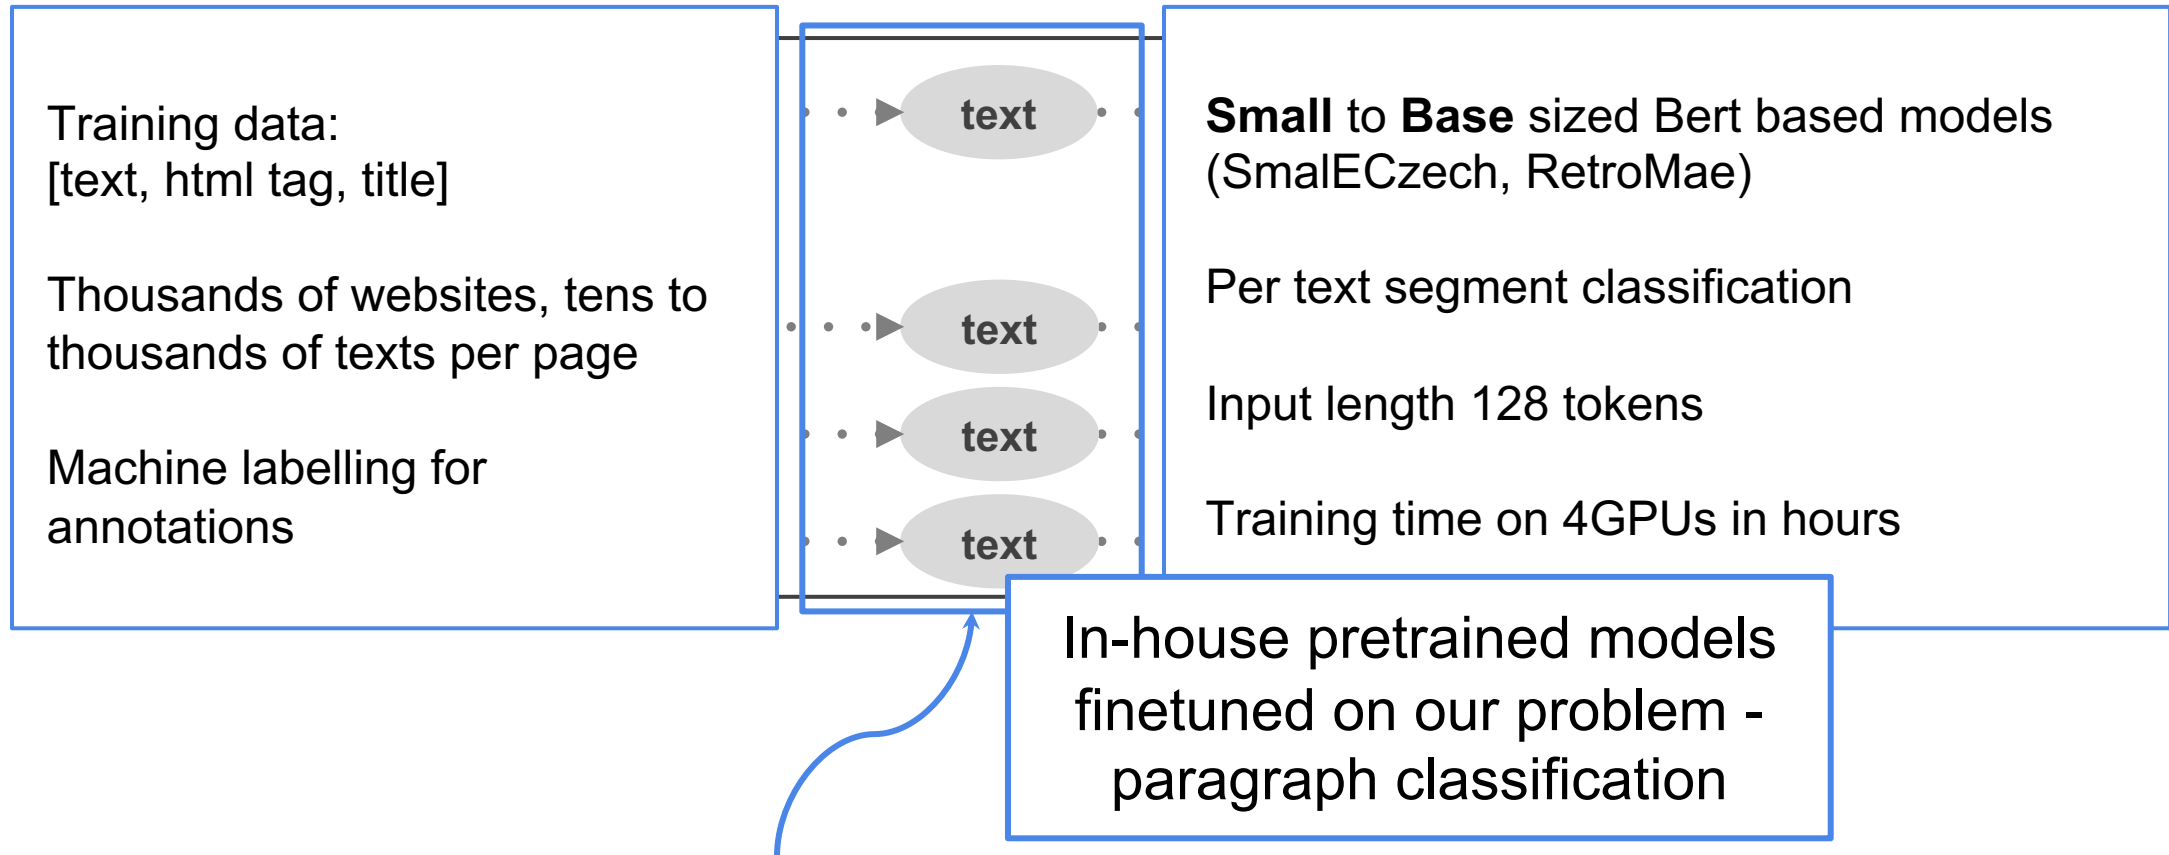 Training data:
[text, html tag, title]
Thousands of websites, tens to
thousands of texts per page
Machine labelling for
annotations
text
text
text
text
Small to Base sized Bert based models
(SmalECzech, RetroMae)
Per text segment classification
Input length 128 tokens
Training time on 4GPUs in hours
In-house pretrained models
finetuned on our problem -
paragraph classification